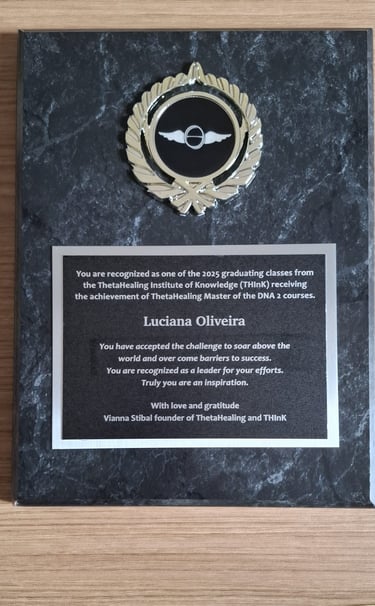 You are recognized as one of the 2025 graduating classes from
the ThetaHealing Institute of Knowledge (THInK) receiving
the achievement of ThetaHealing Master of the DNA 2 courses.
Luciana Oliveira
You have accepted the challenge to soar above the
world and over come barriers to success.
You are recognized as a leader for your efforts.
Truly you are an inspiration.
With love and gratitude
Vianna Stibal founder of ThetaHealing and THInK